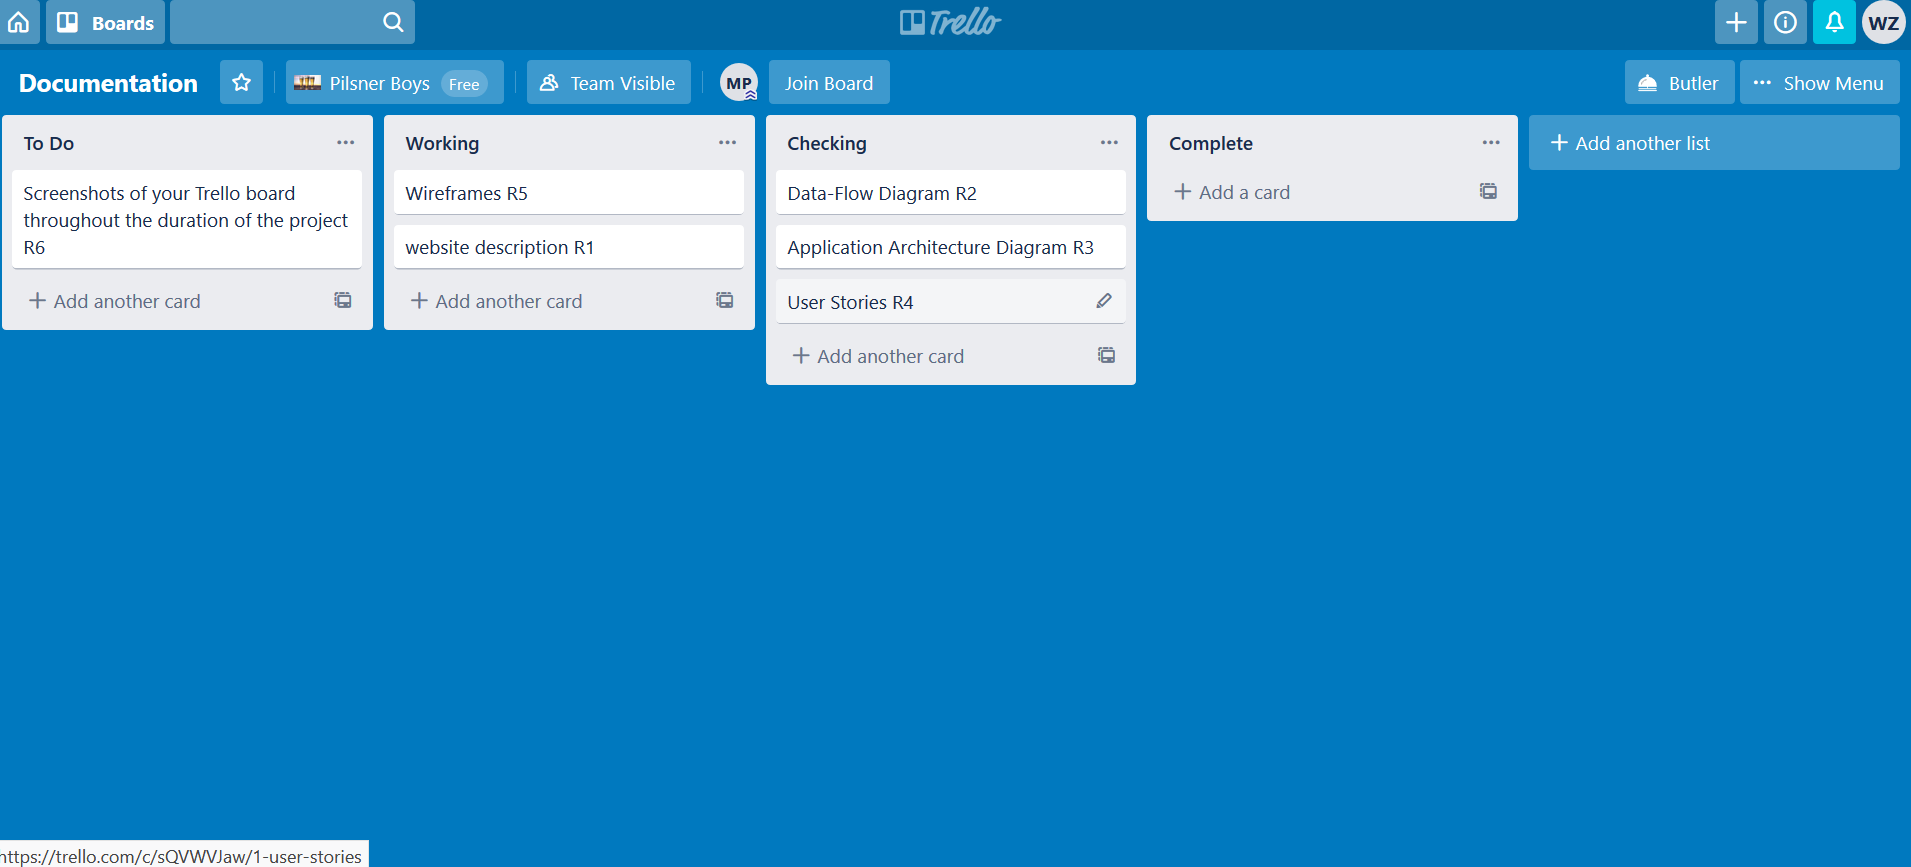 Boards
Trello
WZ
Documentation
Pilsner Boys Free
Team Visible
MP
Join Board
Butler
Show Menu
To Do
Screenshots of your Trello board
throughout the duration of the project
R6
Add another card
Working
Wireframes R5
website description R1
Add another card
Checking
Data-Flow Diagram R2
Application Architecture Diagram R3
User Stories R4
Add another card
Complete
Add a card
Add another list
https://trello.com/c/sQVWVJaw/1-user-stories